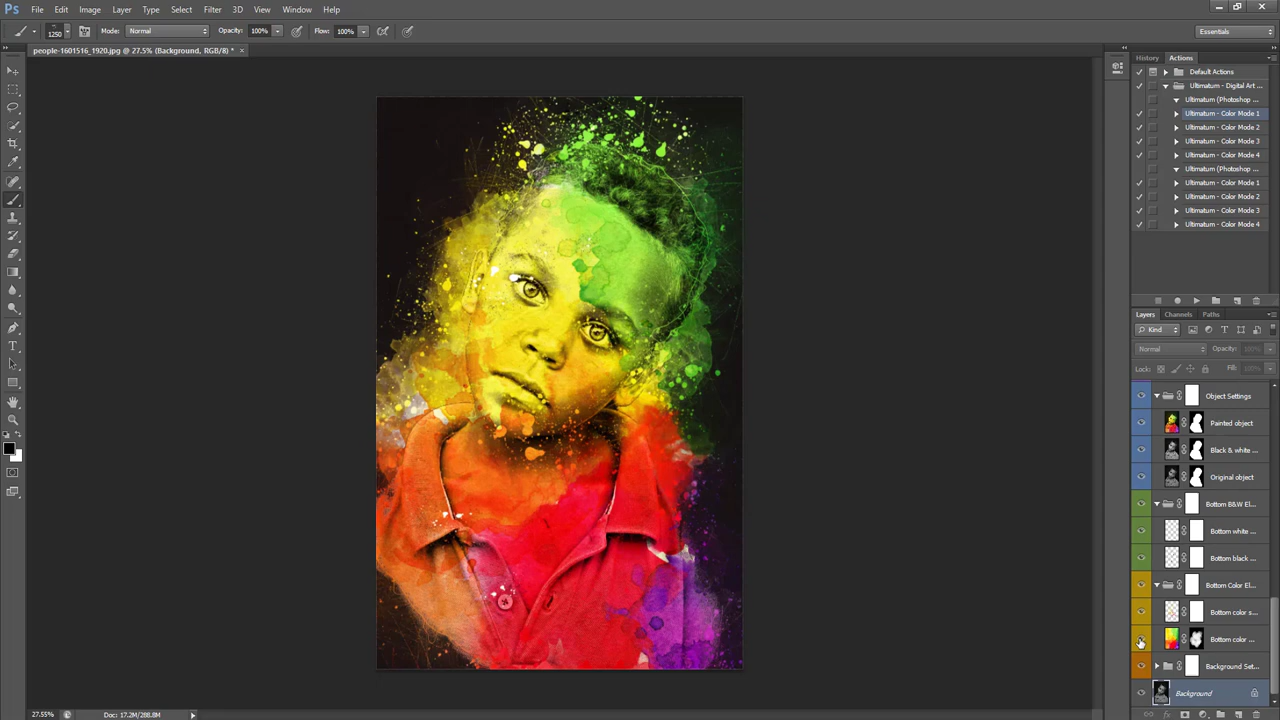 Ps File Edit Image Layer Type Select Filter 3D View Window Help
1250 Mode: Normal Opacity: 100% Flow: 100% Essentials
people-1601516_1920.jpg @ 27.5% (Background, RGB/8) * ×
History Actions
Default Actions
Ultimatum - Digital Art ...
Ultimatum (Photoshop ...
Ultimatum - Color Mode 1
Ultimatum - Color Mode 2
Ultimatum - Color Mode 3
Ultimatum - Color Mode 4
Ultimatum (Photoshop ...
Ultimatum - Color Mode 1
Ultimatum - Color Mode 2
Ultimatum - Color Mode 3
Ultimatum - Color Mode 4
Layers Channels Paths
Kind
Normal Opacity: 100%
Lock: Fill: 100%
Object Settings
Painted object
Black & white ...
Original object
Bottom B&W El...
Bottom white ...
Bottom black ...
Bottom Color El...
Bottom color s...
Bottom color ...
Background Set...
Background
27.55% Doc: 17.2M/288.8M